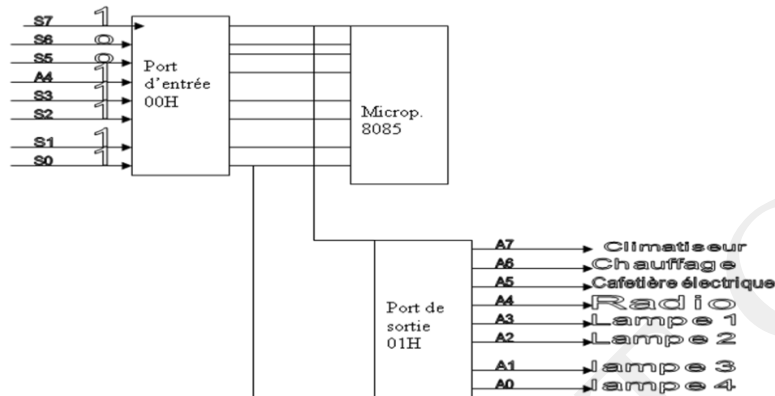 S7 1
S6 0
S5 0
A4 1
S3 1
S2 1
S1 1
S0 1
Port
d'entrée
00H
Microp.
8085
Port de
sortie
01H
A7 Climatiseur
A6 Chauffage
A5 Cafetière électrique
A4 Radio
A3 Lampe 1
A2 Lampe 2
A1 lampe 3
A0 lampe 4